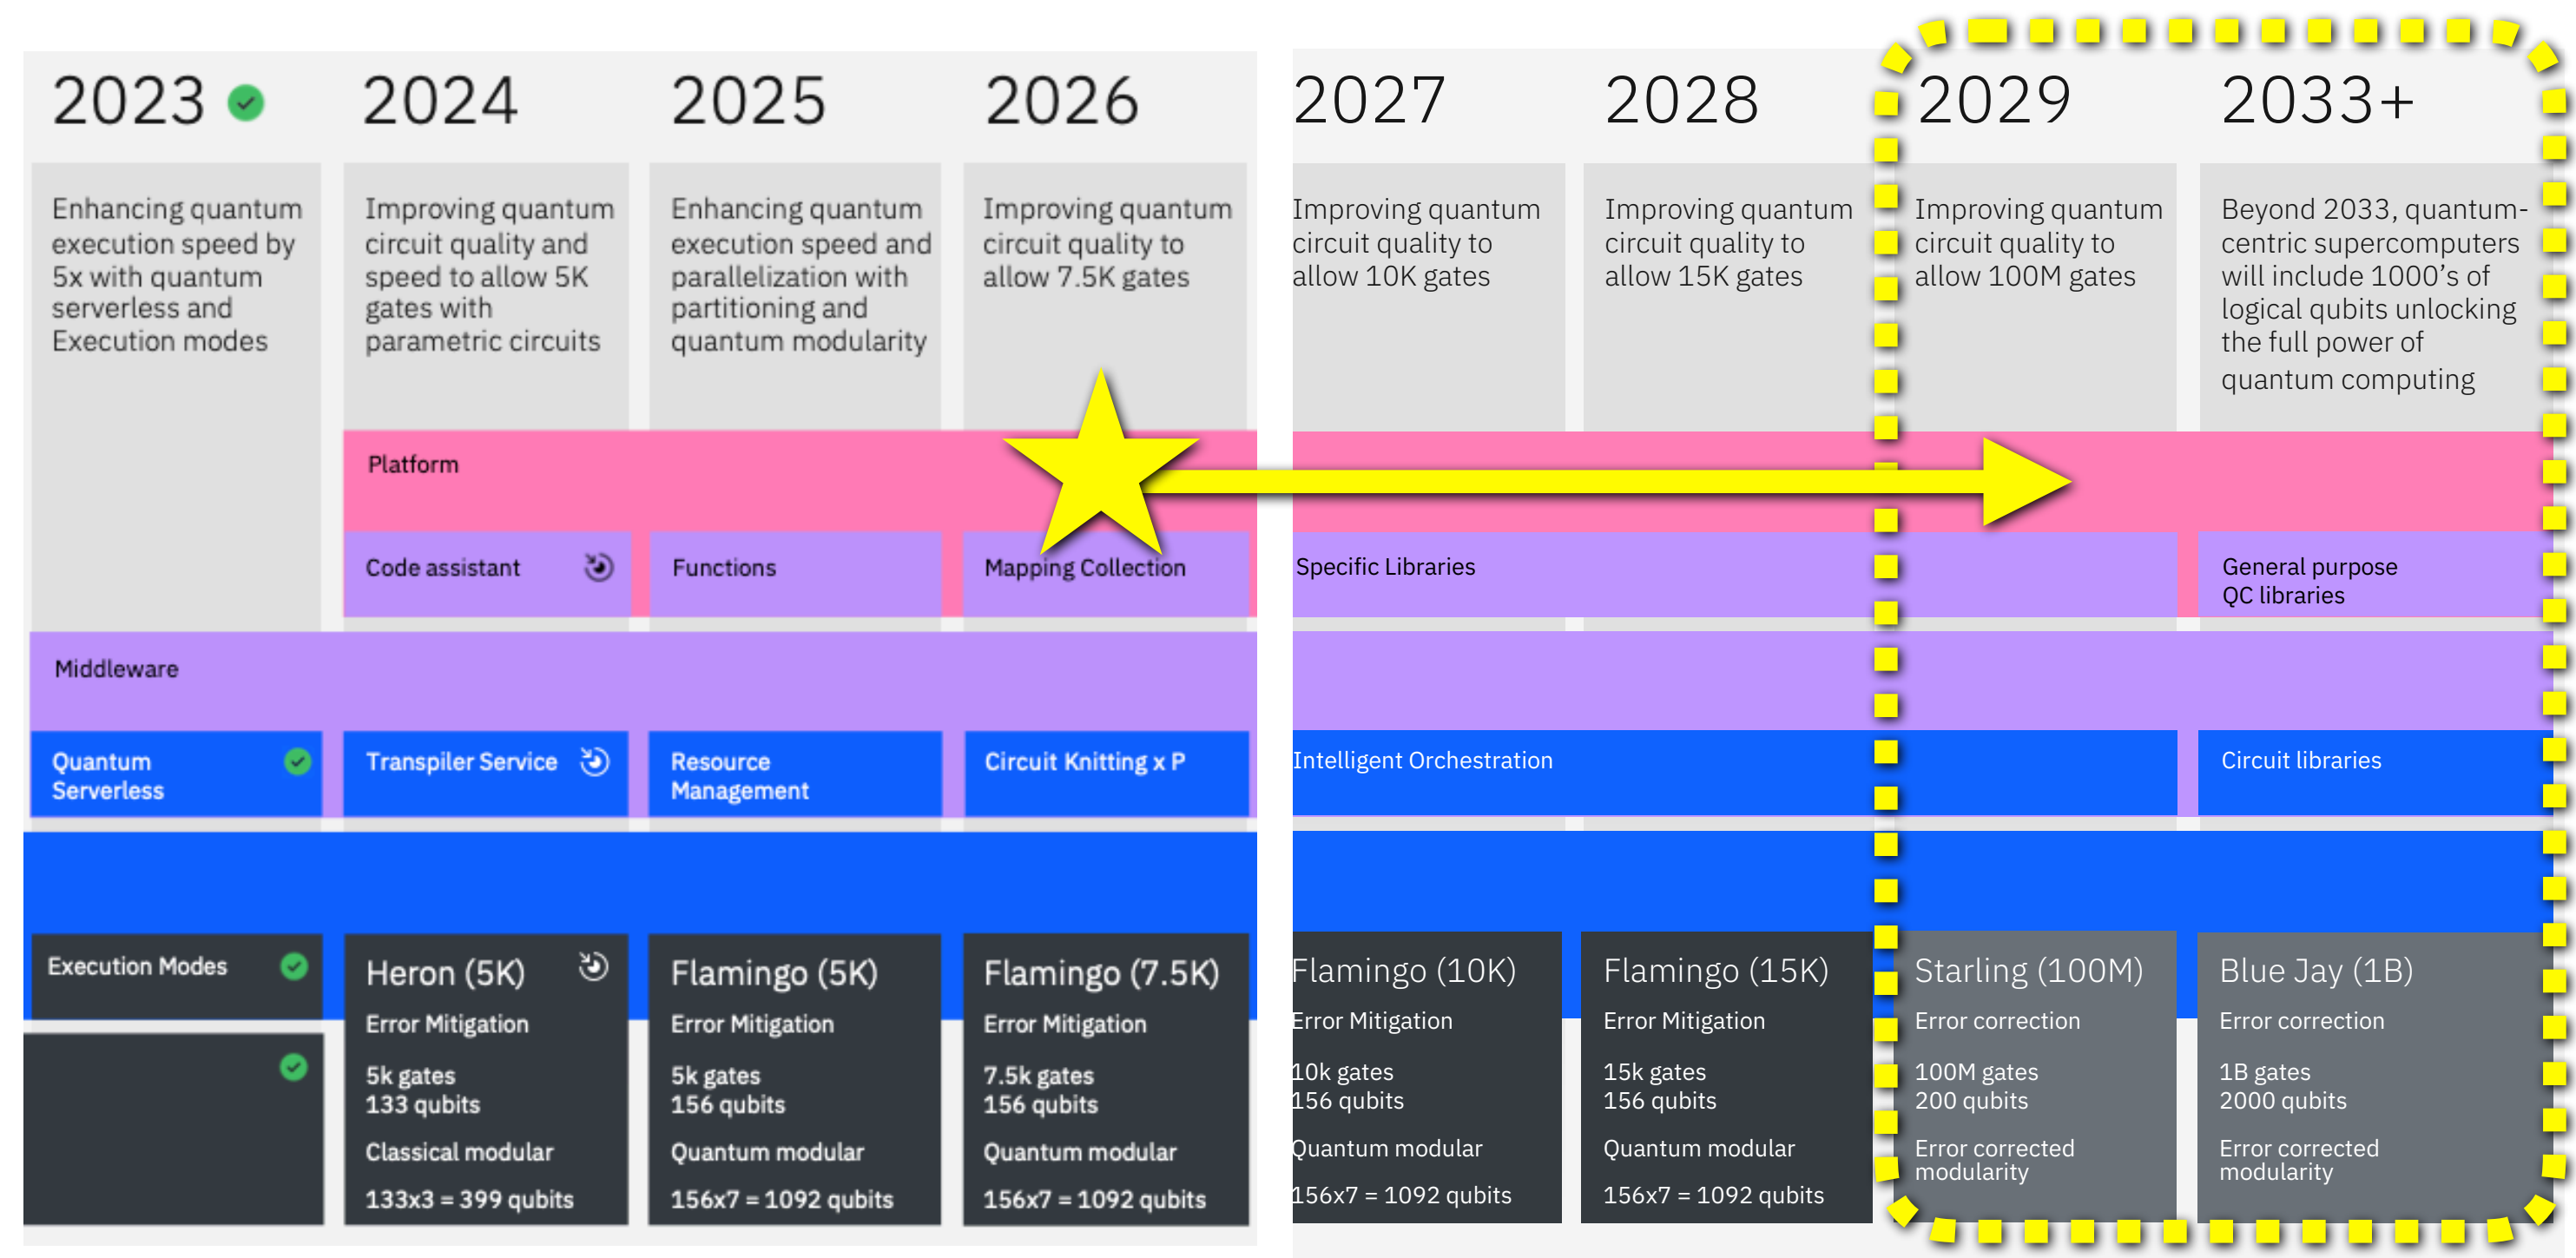 2023
2024
2025
2026
2027
2028
2029
2033+
Enhancing quantum
execution speed by
5x with quantum
serverless and
Execution modes
Improving quantum
circuit quality and
speed to allow 5K
gates with
parametric circuits
Enhancing quantum
execution speed and
parallelization with
partitioning and
quantum modularity
Improving quantum
circuit quality to
allow 7.5K gates
Improving quantum
circuit quality to
allow 10K gates
Improving quantum
circuit quality to
allow 15K gates
Improving quantum
circuit quality to
allow 100M gates
Beyond 2033, quantum-
centric supercomputers
will include 1000's of
logical qubits unlocking
the full power of
quantum computing
Platform
Code assistant
Functions
Mapping Collection
Specific Libraries
General purpose
QC libraries
Middleware
Quantum
Serverless
Transpiler Service
Resource
Management
Circuit Knitting x P
Intelligent Orchestration
Circuit libraries
Execution Modes
Heron (5K)
Error Mitigation
5k gates
133 qubits
Classical modular
133x3 = 399 qubits
Flamingo (5K)
Error Mitigation
5k gates
156 qubits
Quantum modular
156x7 = 1092 qubits
Flamingo (7.5K)
Error Mitigation
7.5k gates
156 qubits
Quantum modular
156x7 = 1092 qubits
Flamingo (10K)
Error Mitigation
10k gates
156 qubits
Quantum modular
156x7 = 1092 qubits
Flamingo (15K)
Error Mitigation
15k gates
156 qubits
Quantum modular
156x7 = 1092 qubits
Starling (100M)
Error correction
100M gates
200 qubits
Error corrected
modularity
Blue Jay (1B)
Error correction
1B gates
2000 qubits
Error corrected
modularity